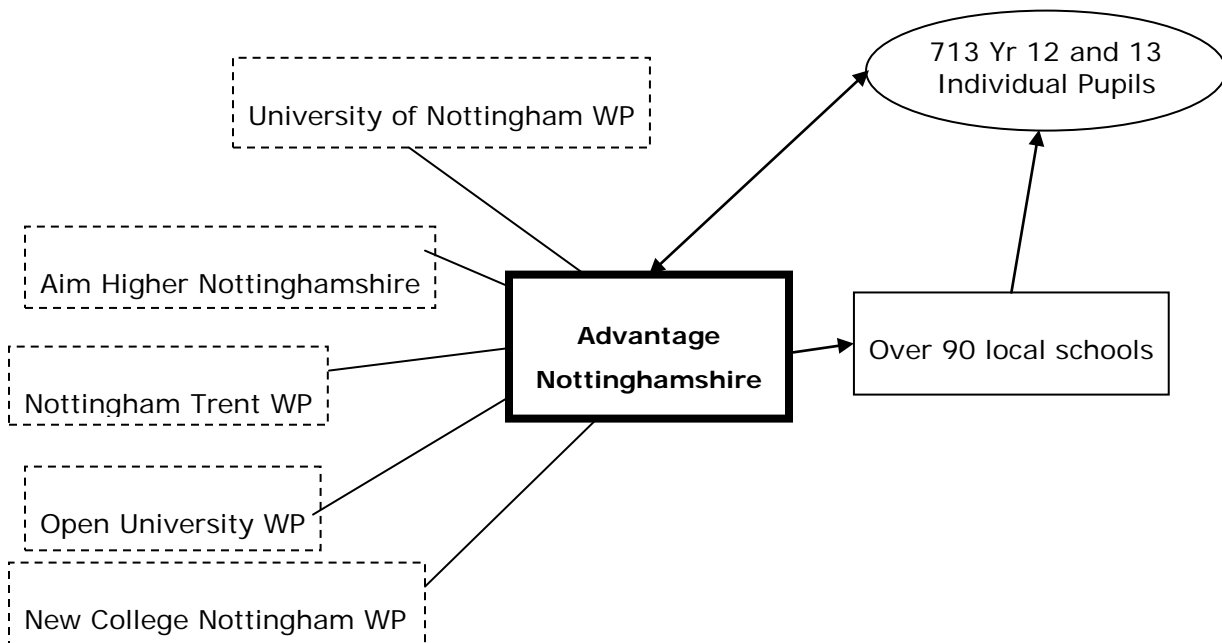 713 Yr 12 and 13
Individual Pupils
University of Nottingham WP
Aim Higher Nottinghamshire
Advantage
Nottinghamshire
Over 90 local schools
Nottingham Trent WP
Open University WP
New College Nottingham WP